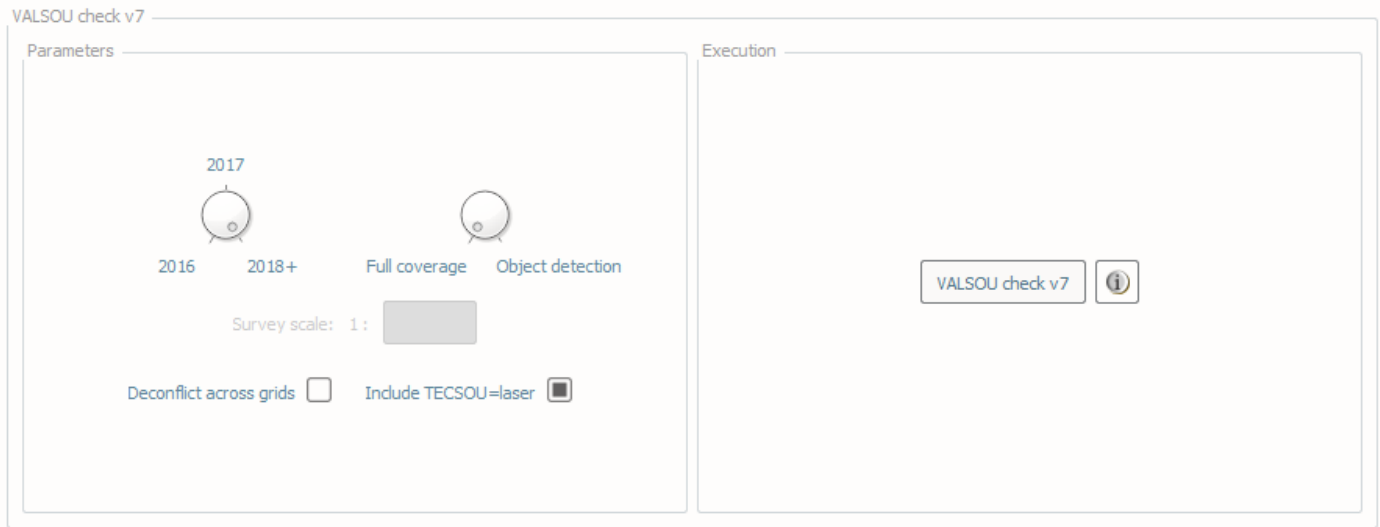 VALSOU check v7
Parameters
Execution
2017
2016
2018+
Full coverage
Object detection
Survey scale: 1 :
Deconflict across grids
Include TECSOU=laser
VALSOU check v7
i